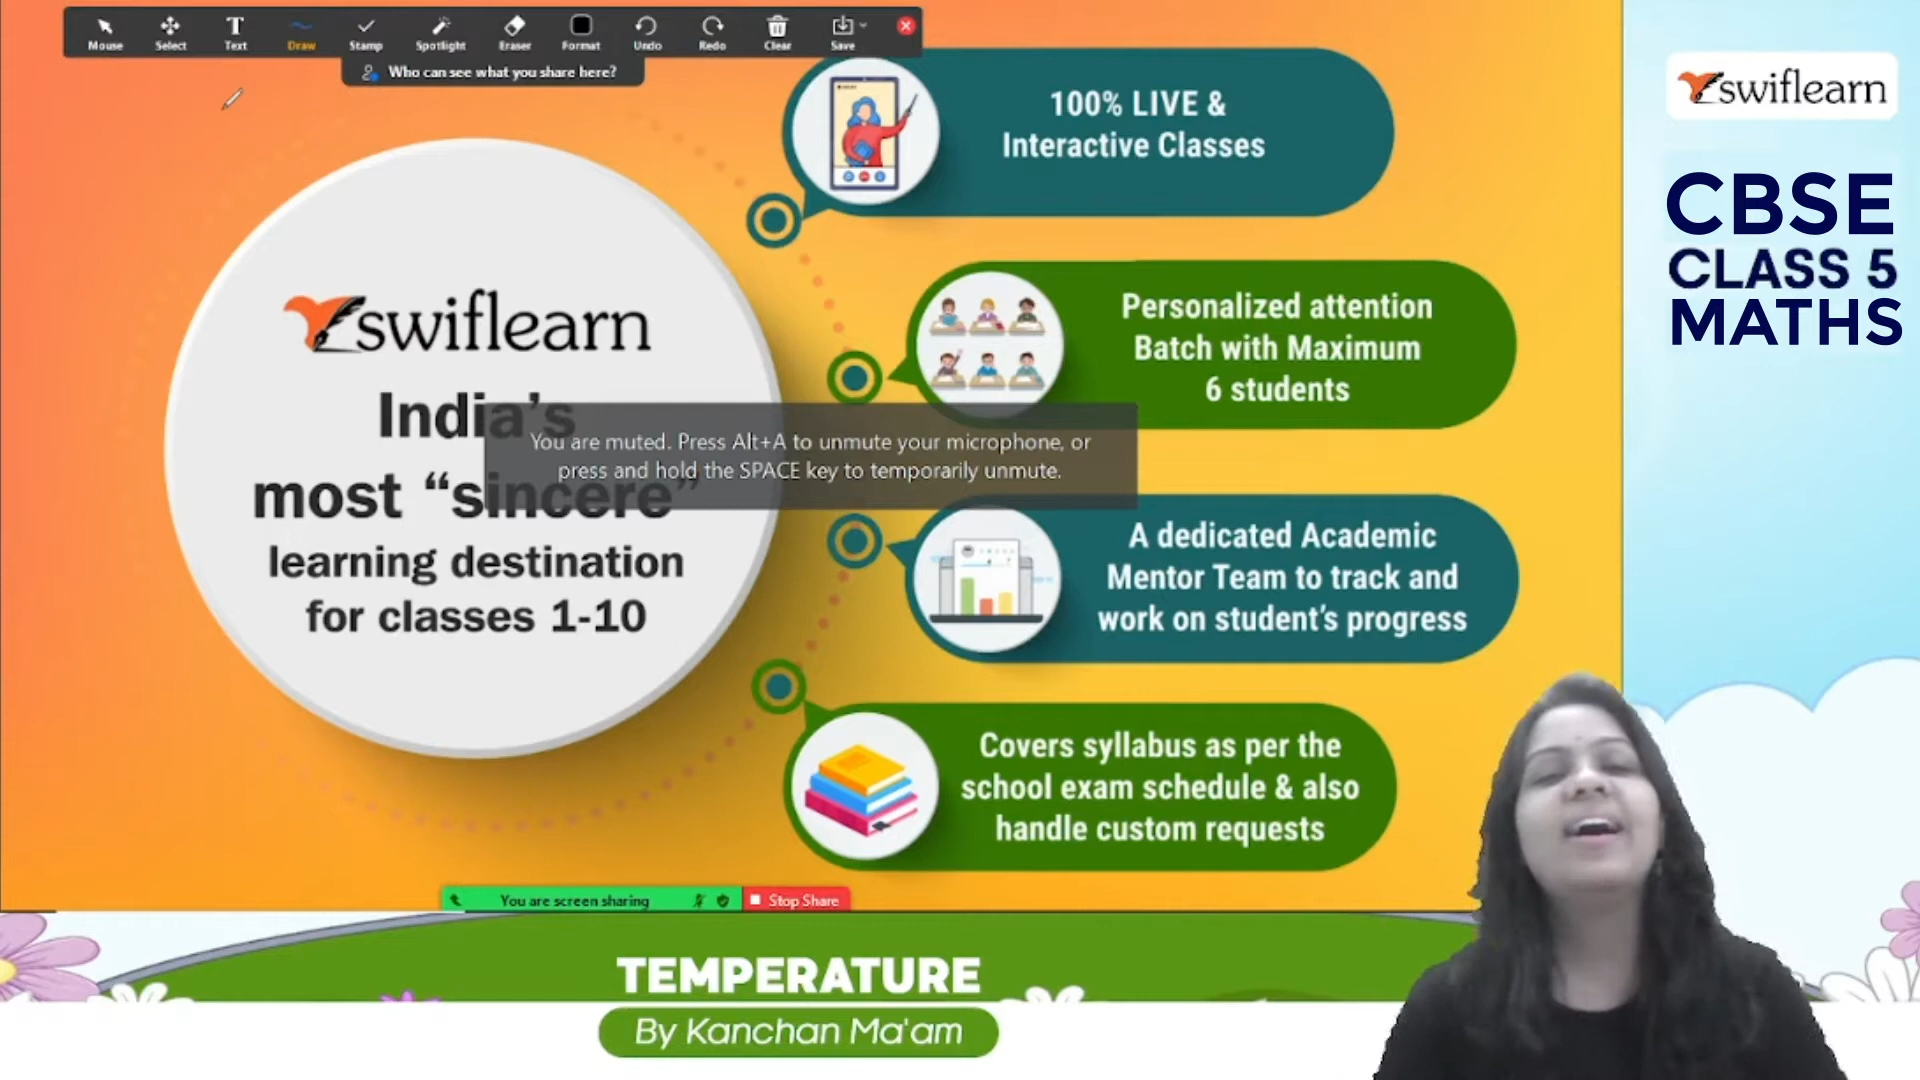 Mouse
Select
Text
Draw
Stamp
Spotlight
Eraser
Format
Undo
Redo
Clear
Save
Who can see what you share here?
swiflearn
India's
most “sincere”
learning destination
for classes 1-10
100% LIVE &
Interactive Classes
Personalized attention
Batch with Maximum
6 students
You are muted. Press Alt+A to unmute your microphone, or
press and hold the SPACE key to temporarily unmute.
A dedicated Academic
Mentor Team to track and
work on student’s progress
Covers syllabus as per the
school exam schedule & also
handle custom requests
You are screen sharing
Stop Share
swiflearn
CBSE
CLASS 5
MATHS
TEMPERATURE
By Kanchan Ma'am